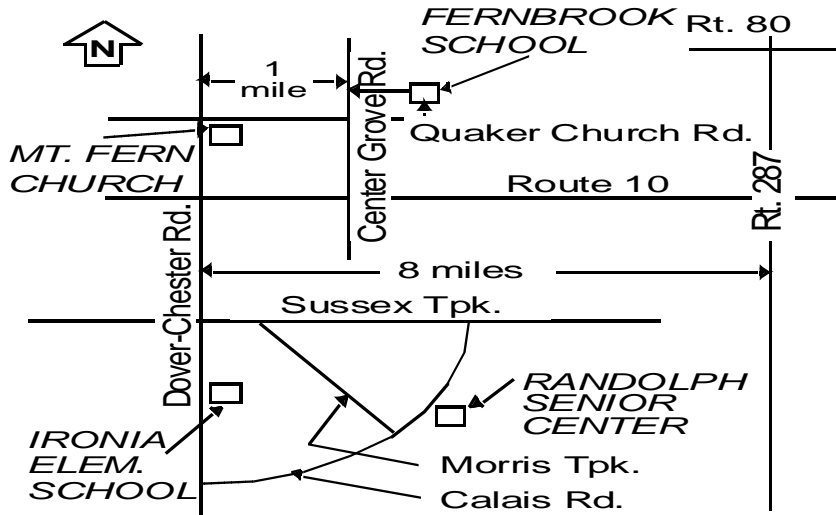 FERNBROOK
SCHOOL
Rt. 80
N
1
mile
Center Grove Rd.
Quaker Church Rd.
MT. FERN
CHURCH
Route 10
Rt. 287
Dover-Chester Rd.
8 miles
Sussex Tpk.
RANDOLPH
SENIOR
CENTER
IRONIA
ELEM.
SCHOOL
Morris Tpk.
Calais Rd.